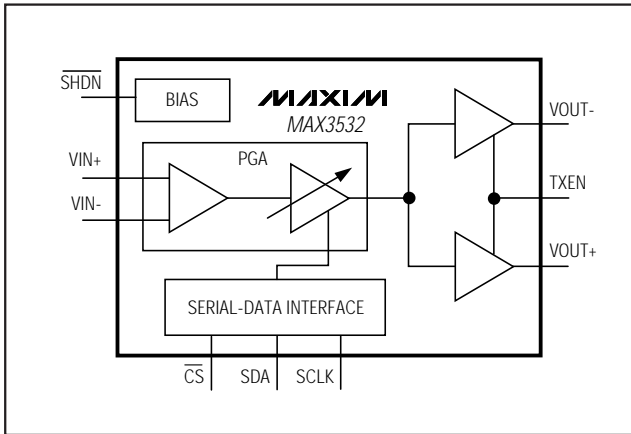 SHDN
BIAS
MAXIM
MAX3532
VOUT-
PGA
VIN+
VIN-
TXEN
VOUT+
SERIAL-DATA INTERFACE
CS SDA SCLK